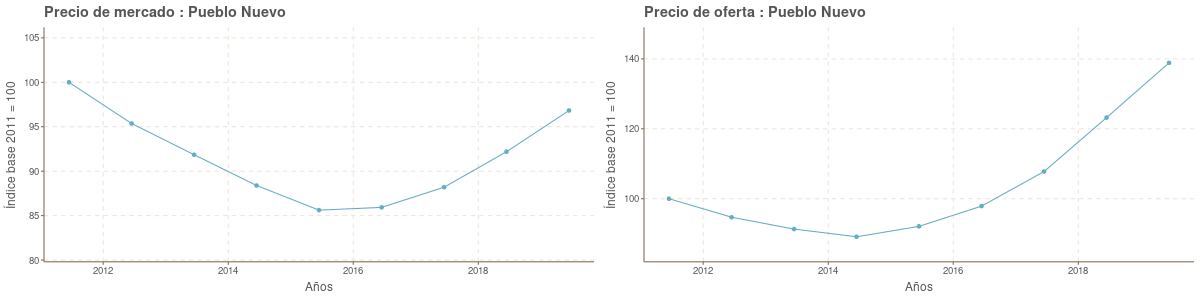 Precio de mercado : Pueblo Nuevo
105
100
95
90
85
80
Índice base 2011 = 100
2012
2014
2016
2018
Años
Precio de oferta : Pueblo Nuevo
140
120
100
Índice base 2011 = 100
2012
2014
2016
2018
Años